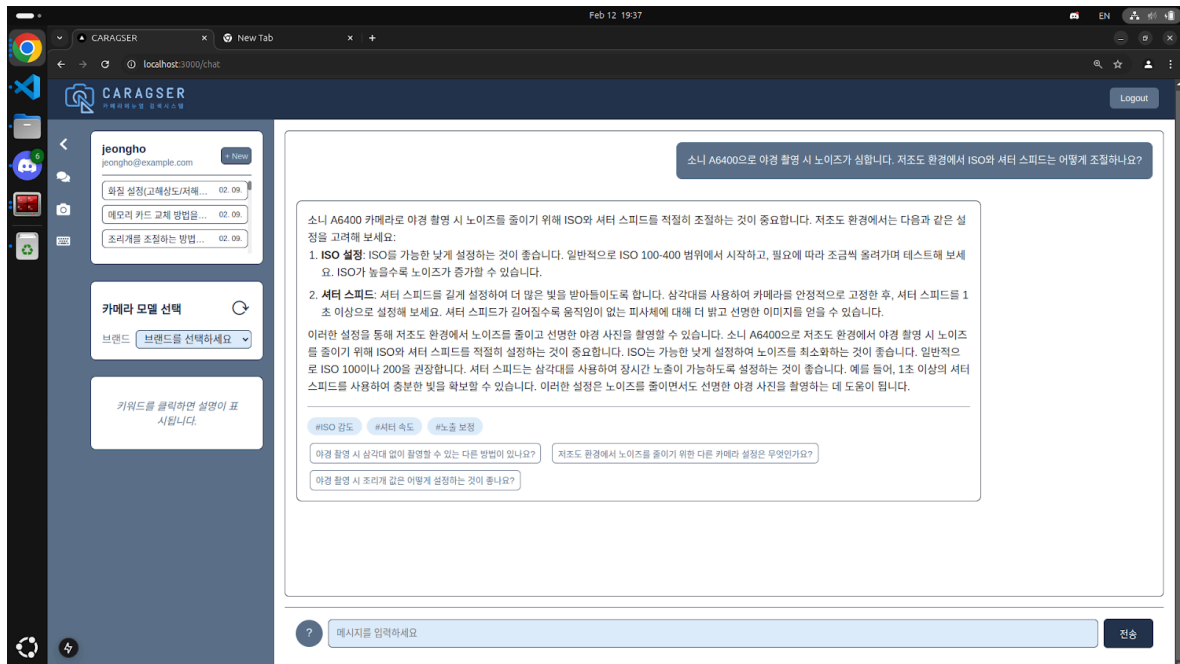 Feb 12 19:37
EN
CARAGSER
New Tab
localhost:3000/chat
CARAGSER
카메라매뉴얼 검색시스템
Logout
jeongho
jeongho@example.com
+ New
화질 설정(고해상도/저해... 02. 09.
메모리 카드 교체 방법을... 02. 09.
조리개를 조절하는 방법... 02. 09.
카메라 모델 선택
브랜드 브랜드를 선택하세요
키워드를 클릭하면 설명이 표
시됩니다.
소니 A6400으로 야경 촬영 시 노이즈가 심합니다. 저조도 환경에서 ISO와 셔터 스피드는 어떻게 조절하나요?
소니 A6400 카메라로 야경 촬영 시 노이즈를 줄이기 위해 ISO와 셔터 스피드를 적절히 조절하는 것이 중요합니다. 저조도 환경에서는 다음과 같은 설
정을 고려해 보세요:
1. ISO 설정: ISO를 가능한 낮게 설정하는 것이 좋습니다. 일반적으로 ISO 100-400 범위에서 시작하고, 필요에 따라 조금씩 올려가며 테스트해 보세
요. ISO가 높을수록 노이즈가 증가할 수 있습니다.
2. 셔터 스피드: 셔터 스피드를 길게 설정하여 더 많은 빛을 받아들이도록 합니다. 삼각대를 사용하여 카메라를 안정적으로 고정한 후, 셔터 스피드를 1
초 이상으로 설정해 보세요. 셔터 스피드가 길어질수록 움직임이 없는 피사체에 대해 더 밝고 선명한 이미지를 얻을 수 있습니다.
이러한 설정을 통해 저조도 환경에서 노이즈를 줄이고 선명한 야경 사진을 촬영할 수 있습니다. 소니 A6400으로 저조도 환경에서 야경 촬영 시 노이즈
를 줄이기 위해 ISO와 셔터 스피드를 적절히 설정하는 것이 중요합니다. ISO는 가능한 낮게 설정하여 노이즈를 최소화하는 것이 좋습니다. 일반적으
로 ISO 100이나 200을 권장합니다. 셔터 스피드는 삼각대를 사용하여 장시간 노출이 가능하도록 설정하는 것이 좋습니다. 예를 들어, 1초 이상의 셔터
스피드를 사용하여 충분한 빛을 확보할 수 있습니다. 이러한 설정은 노이즈를 줄이면서도 선명한 야경 사진을 촬영하는 데 도움이 됩니다.
#ISO 감도 #셔터 속도 #노출 보정
야경 촬영 시 삼각대 없이 촬영할 수 있는 다른 방법이 있나요? 저조도 환경에서 노이즈를 줄이기 위한 다른 카메라 설정은 무엇인가요?
야경 촬영 시 조리개 값은 어떻게 설정하는 것이 좋나요?
? 메시지를 입력하세요 전송
6